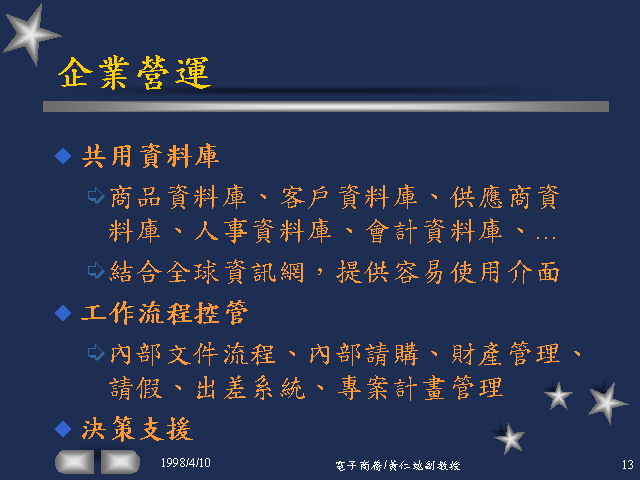 企業營運
共用資料庫
商品資料庫、客戶資料庫、供應商資
料庫、人事資料庫、會計資料庫、...
結合全球資訊網，提供容易使用介面
工作流程控管
內部文件流程、內部請購、財產管理、
請假、出差系統、專案計畫管理
決策支援
1998/4/10
電子商務/黃仁竑副教授
13